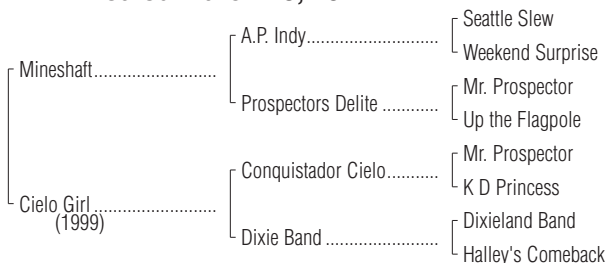 Seattle Slew
A.P. Indy
Weekend Surprise
Mineshaft
Mr. Prospector
Prospectors Delite
Up the Flagpole
Mr. Prospector
Conquistador Cielo
K D Princess
Cielo Girl
(1999)
Dixieland Band
Dixie Band
Halley's Comeback